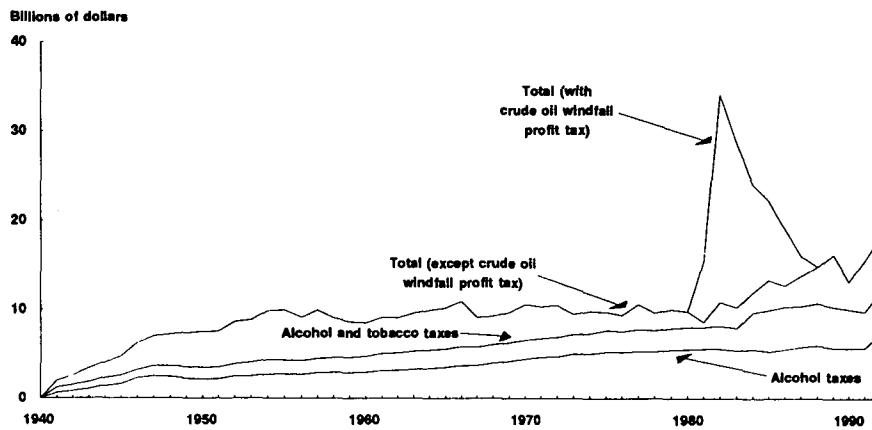 Billions of dollars
40
30
20
10
0
Total (with
crude oil windfall
profit tax)
Total (except crude oil
windfall profit tax)
Alcohol and tobacco taxes
Alcohol taxes
1940 1950 1960 1970 1980 1990